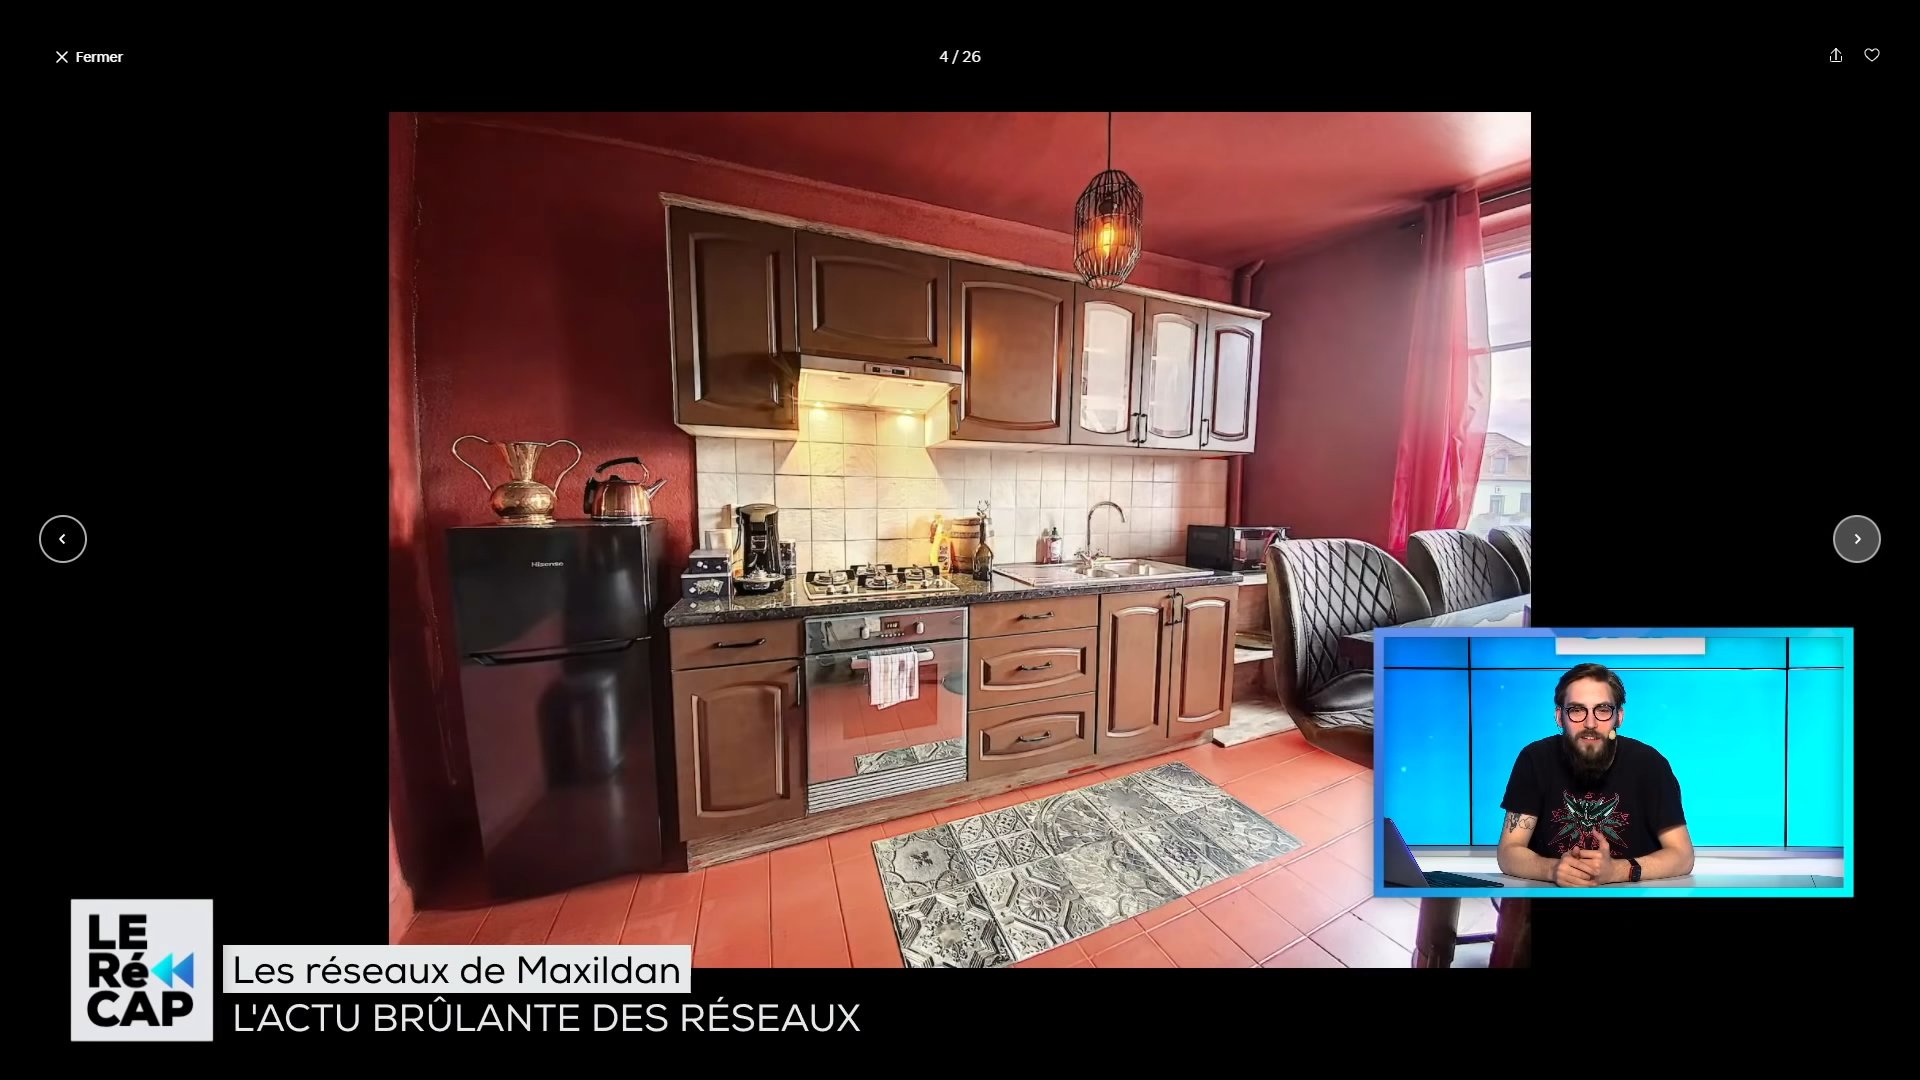 Fermer
4 / 26
Hisense
LE
Ré
CAP
Les réseaux de Maxildan
L'ACTU BRÛLANTE DES RÉSEAUX